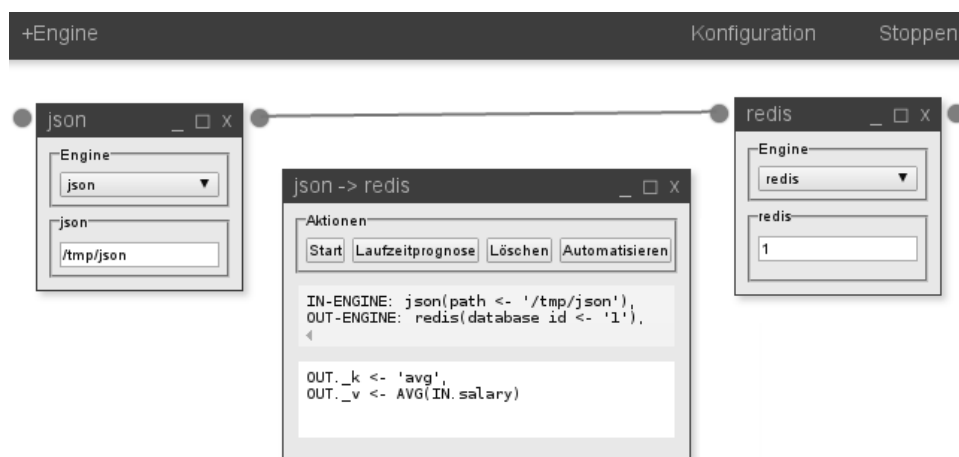 +Engine Konfiguration Stoppen
json _ □ x
Engine
json ▼
json
/tmp/json
json -> redis _ □ x
Aktionen
Start Laufzeitprognose Löschen Automatisieren
IN-ENGINE: json(path <- '/tmp/json'),
OUT-ENGINE: redis(database id <- '1'),
OUT._k <- 'avg',
OUT._v <- AVG(IN.salary)
redis _ □ x
Engine
redis ▼
redis
1